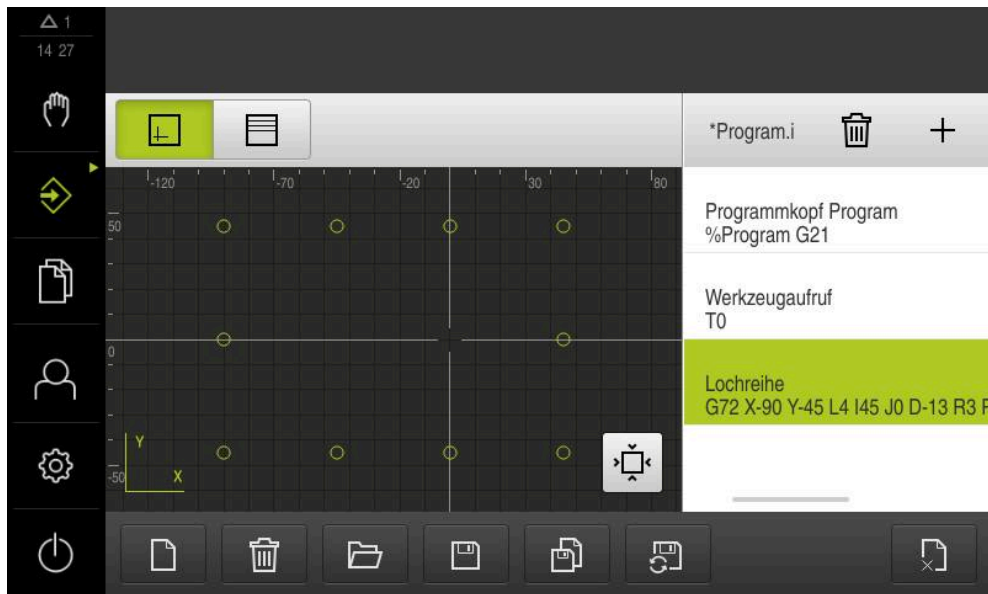 1
14 27
*Program.i
-120
-70
-20
30
80
50
0
-50
Y
X
Programmkopf Program
%Program G21
Werkzeugaufruf
T0
Lochreihe
G72 X-90 Y-45 L4 I45 J0 D-13 R3 F